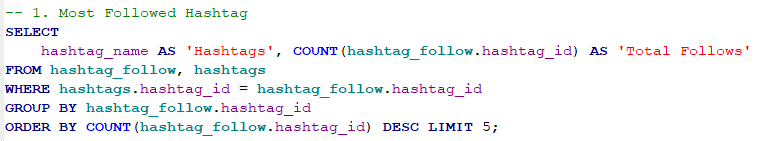 -- 1. Most Followed Hashtag
SELECT
    hashtag_name AS 'Hashtags', COUNT(hashtag_follow.hashtag_id) AS 'Total Follows'
FROM hashtag_follow, hashtags
WHERE hashtags.hashtag_id = hashtag_follow.hashtag_id
GROUP BY hashtag_follow.hashtag_id
ORDER BY COUNT(hashtag_follow.hashtag_id) DESC LIMIT 5;